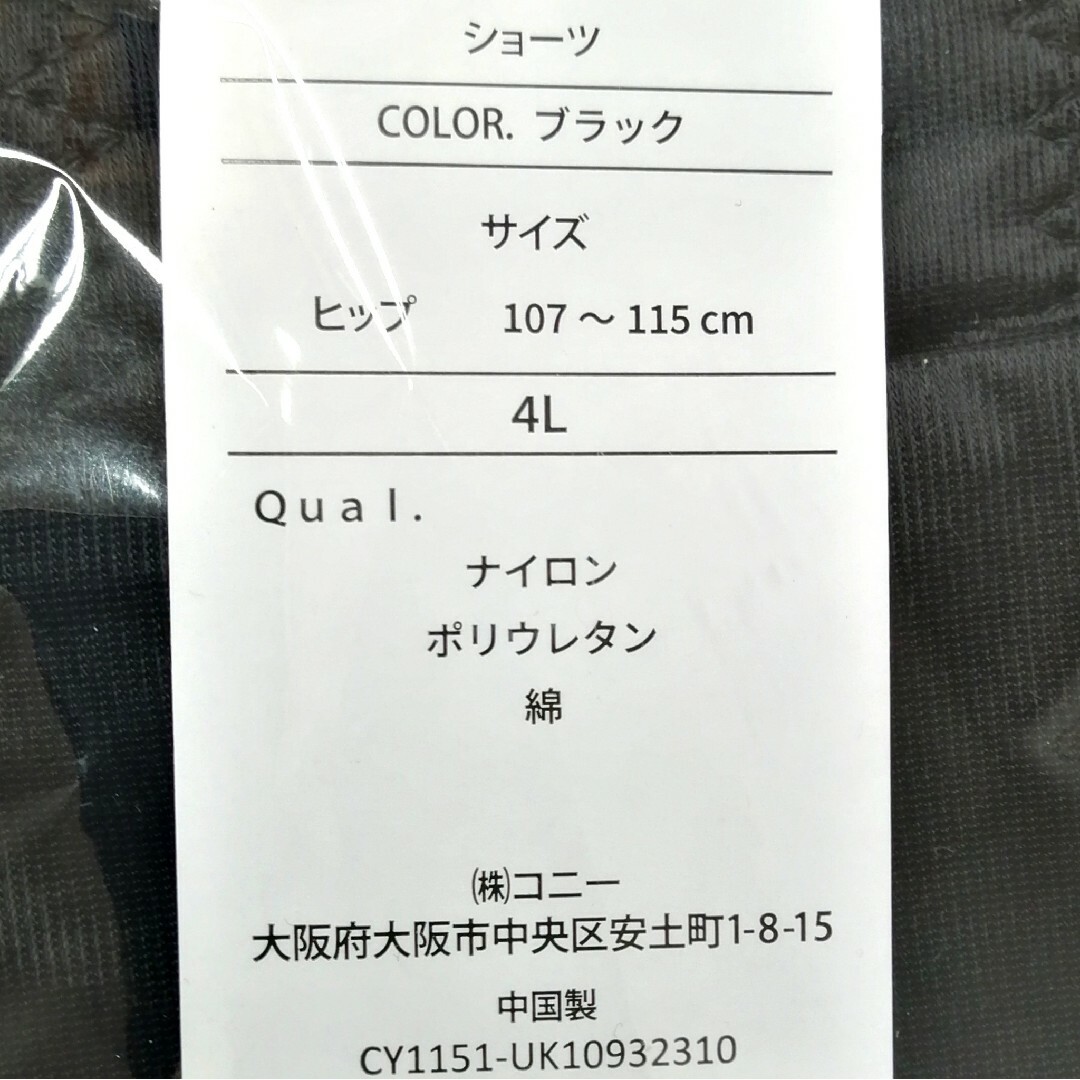 ショーツ
COLOR. ブラック
サイズ
ヒップ 107 ～ 115 cm
4L
Qual.
ナイロン
ポリウレタン
綿
㈱コニー
大阪府大阪市中央区安土町1-8-15
中国製
CY1151-UK10932310